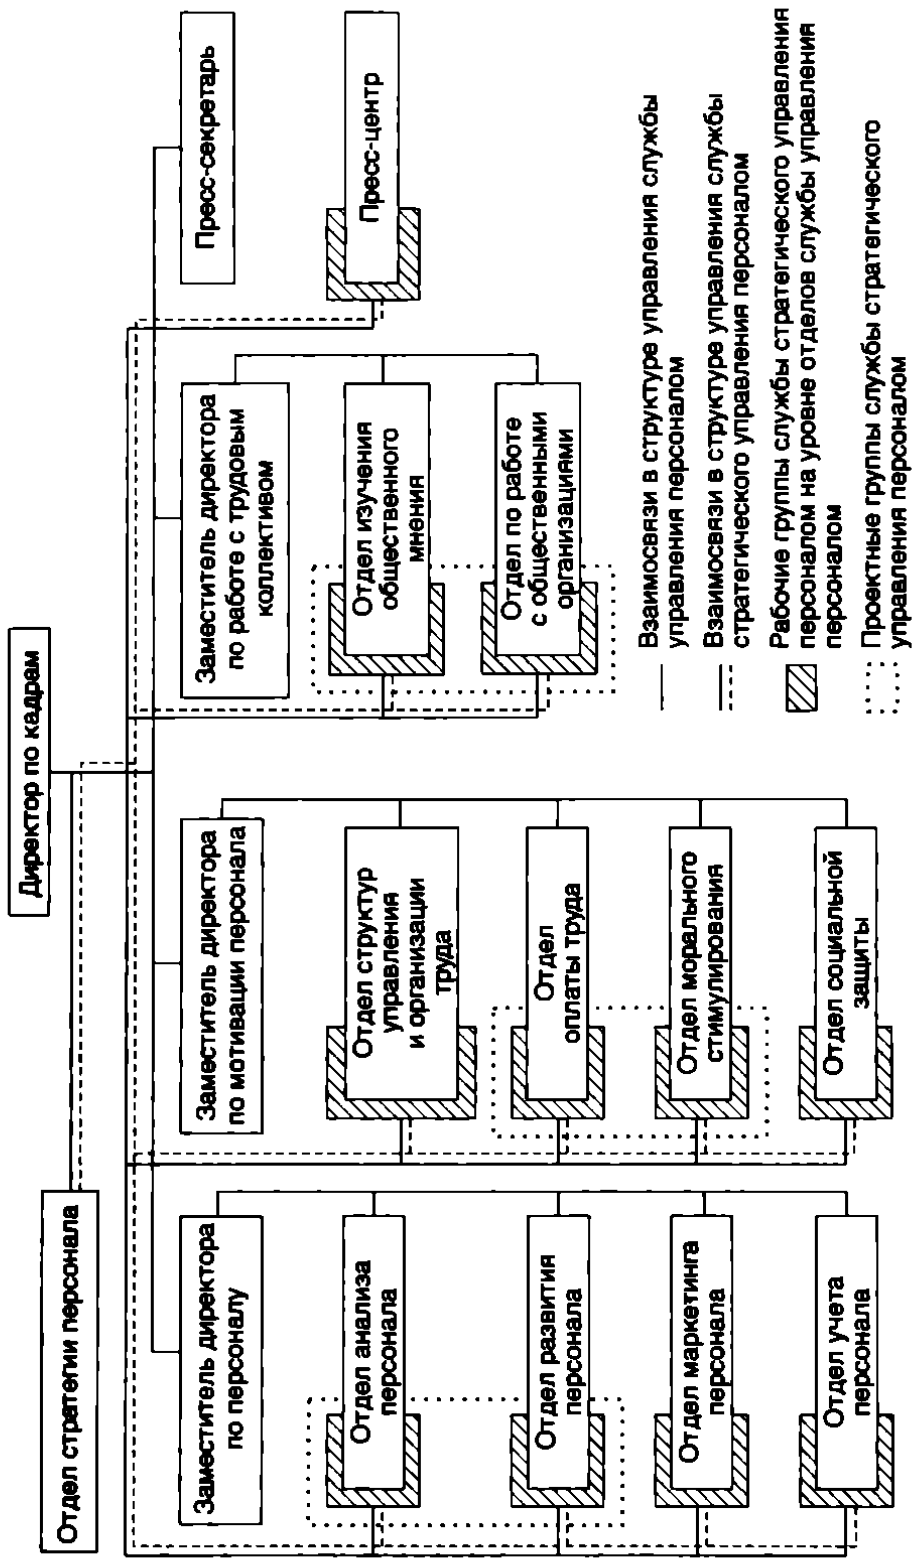 Директор по кадрам
Отдел стратегии персонала
Заместитель директора
по персоналу
Заместитель директора
по мотивации персонала
Заместитель директора
по работе с трудовым
коллективом
Пресс-секретарь
Отдел анализа
персонала
Отдел развития
персонала
Отдел маркетинга
персонала
Отдел учета
персонала
Отдел структур
управления
и организации
труда
Отдел
оплаты труда
Отдел морального
стимулирования
Отдел социальной
защиты
Отдел изучения
общественного
мнения
Отдел по работе
с общественными
организациями
Пресс-центр
Взаимосвязи в структуре управления службы
управления персоналом
Взаимосвязи в структуре управления службы
стратегического управления персоналом
Рабочие группы службы стратегического управления
персоналом на уровне отделов службы управления
персоналом
Проектные группы службы стратегического
управления персоналом